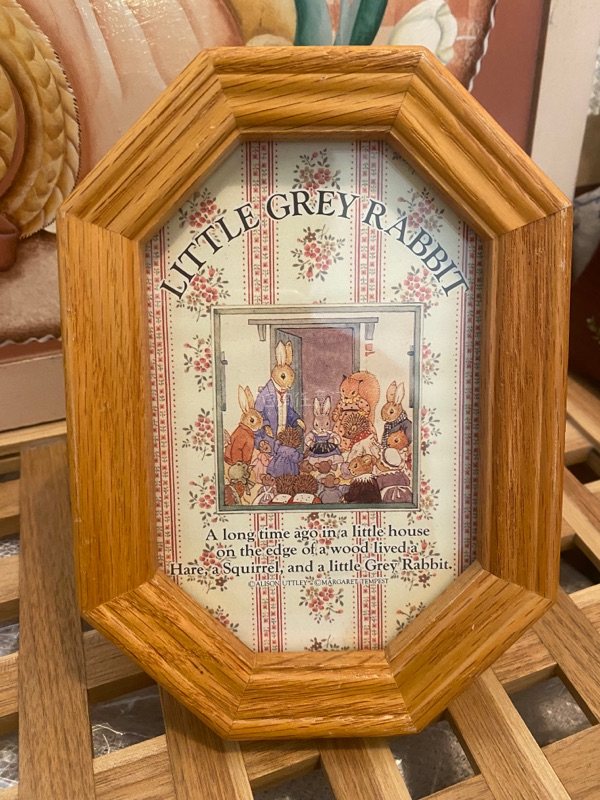 LITTLE GREY RABBIT
A long time ago in a little house
on the edge of a wood lived a
Hare, a Squirrel, and a little Grey Rabbit.
©ALISON UTTLEY ©MARGARET TEMPEST